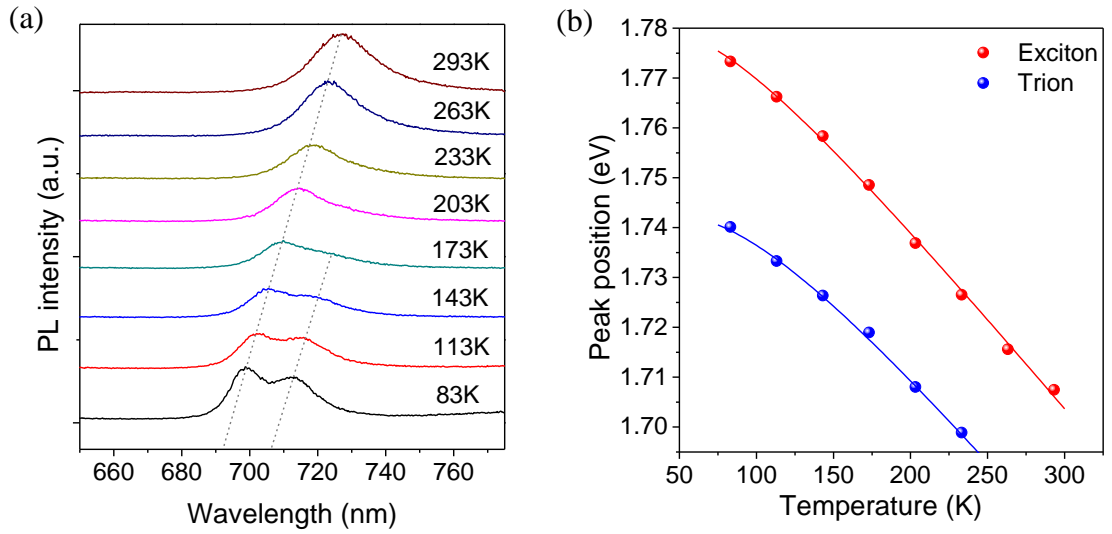 (a)
293K
263K
233K
203K
173K
143K
113K
83K
PL intensity (a.u.)
660 680 700 720 740 760
Wavelength (nm)
(b)
Exciton
Trion
1.78
1.77
1.76
1.75
1.74
1.73
1.72
1.71
1.70
Peak position (eV)
50 100 150 200 250 300
Temperature (K)